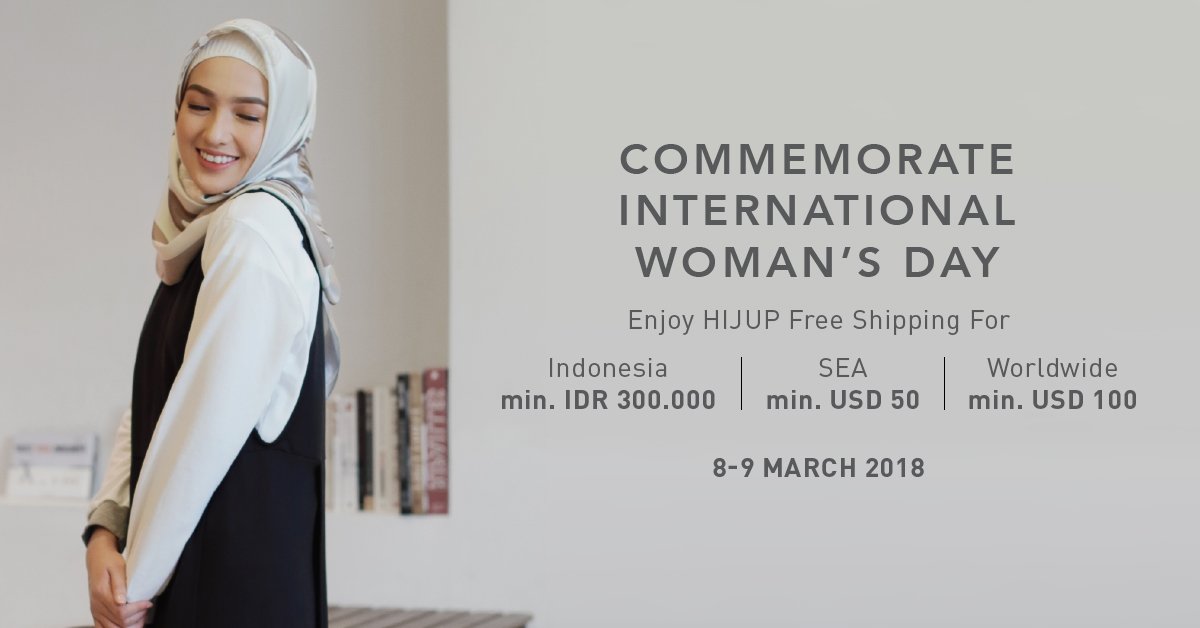 COMMEMORATE
INTERNATIONAL
WOMAN'S DAY
Enjoy HIJUP Free Shipping For
Indonesia
min. IDR 300.000
SEA
min. USD 50
Worldwide
min. USD 100
8-9 MARCH 2018